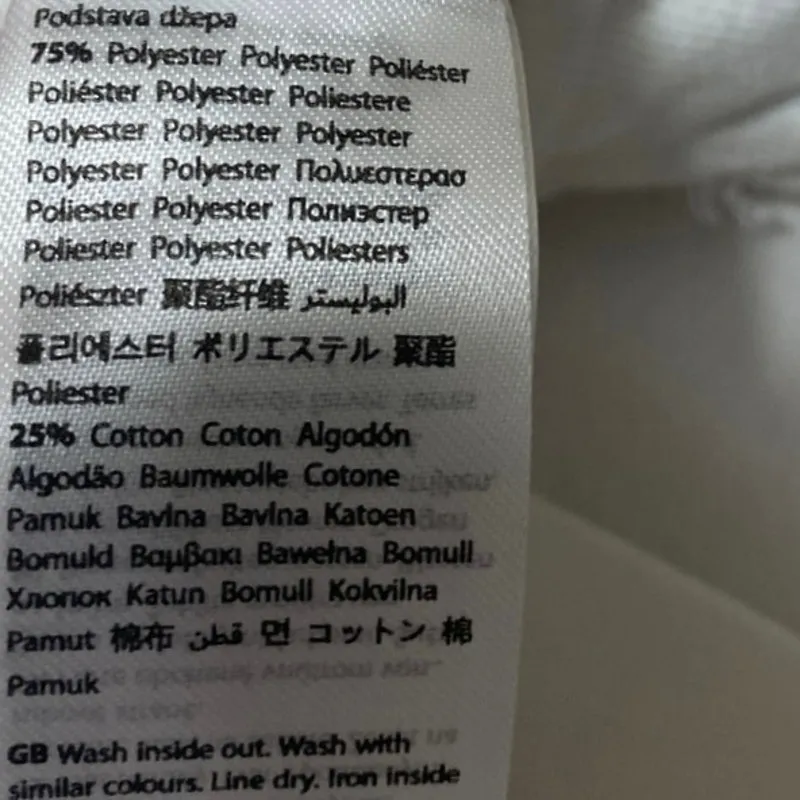 Podstava džepa
75% Polyester Polyester Poliéster
Poliéster Polyester Poliestere
Polyester Polyester Polyester
Polyester Polyester Πολυεστερασ
Poliester Polyester Полиэстер
Poliester Polyester Poliesters
Poliészter 聚酯纤维 البوليستر
폴리에스터 ポリエステル 聚酯
Poliester
25% Cotton Coton Algodón
Algodão Baumwolle Cotone
Pamuk Bavlna Bavlna Katoen
Bomuld Βαμβακι Bawełna Bomull
Хлопок Katun Bomull Kokvilna
Pamut 棉布 قطن 면 コットン 棉
Pamuk
GB Wash inside out. Wash with
similar colours. Line dry. Iron inside